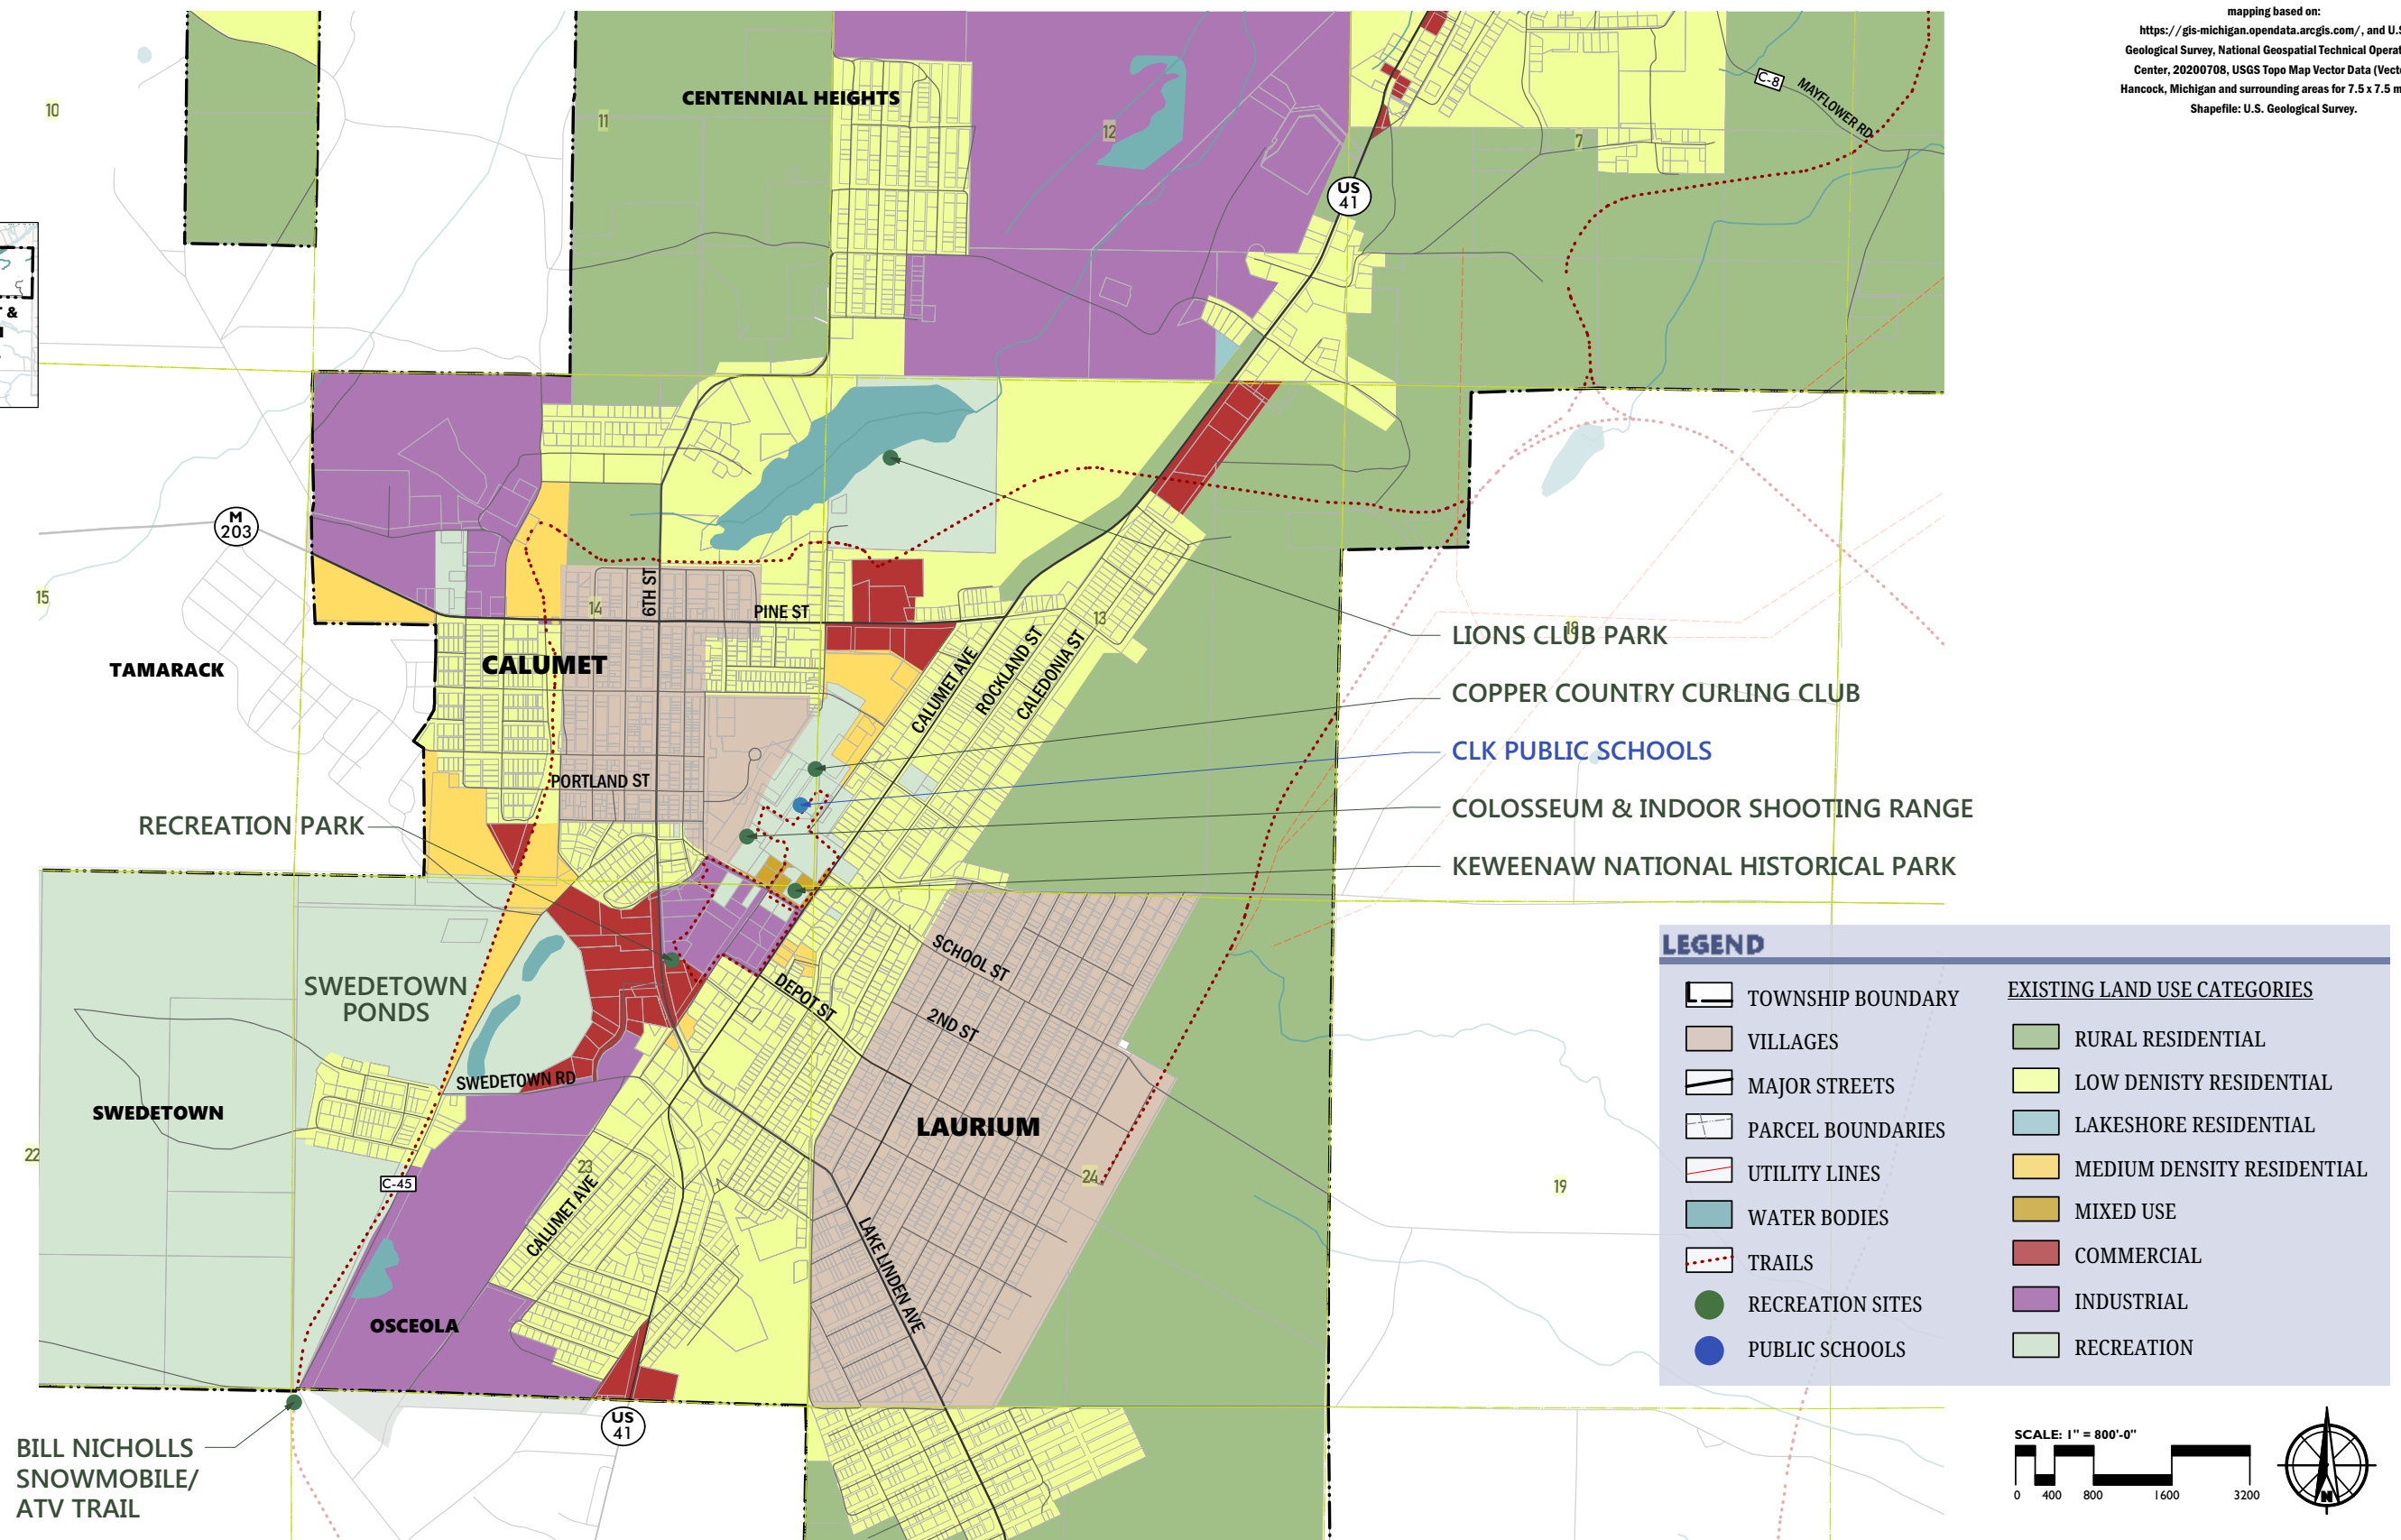 mapping based on:
https://gis-michigan.opendata.arcgis.com/, and U.S
Geological Survey, National Geospatial Technical Operat
Center, 20200708, USGS Topo Map Vector Data (Vect
Hancock, Michigan and surrounding areas for 7.5 x 7.5 m
Shapefile: U.S. Geological Survey.
10
11
CENTENNIAL HEIGHTS
12
7
C-8
MAYFLOWER RD
US
41
&
M
203
15
14
6TH ST
PINE ST
13
18
TAMARACK
CALUMET
CALUMET AVE
ROCKLAND ST
CALEDONIA ST
PORTLAND ST
LIONS CLUB PARK
COPPER COUNTRY CURLING CLUB
CLK PUBLIC SCHOOLS
COLOSSEUM & INDOOR SHOOTING RANGE
KEWEENAW NATIONAL HISTORICAL PARK
RECREATION PARK
SWEDETOWN
PONDS
SCHOOL ST
DEPOT ST
2ND ST
SWEDETOWN RD
SWEDETOWN
LAURIUM
22
23
24
19
C-45
CALUMET AVE
LAKE LINDEN AVE
OSCEOLA
US
41
BILL NICHOLLS
SNOWMOBILE/
ATV TRAIL
LEGEND
TOWNSHIP BOUNDARY
VILLAGES
MAJOR STREETS
PARCEL BOUNDARIES
UTILITY LINES
WATER BODIES
TRAILS
RECREATION SITES
PUBLIC SCHOOLS
EXISTING LAND USE CATEGORIES
RURAL RESIDENTIAL
LOW DENISTY RESIDENTIAL
LAKESHORE RESIDENTIAL
MEDIUM DENSITY RESIDENTIAL
MIXED USE
COMMERCIAL
INDUSTRIAL
RECREATION
SCALE: 1" = 800'-0"
0 400 800 1600 3200
N